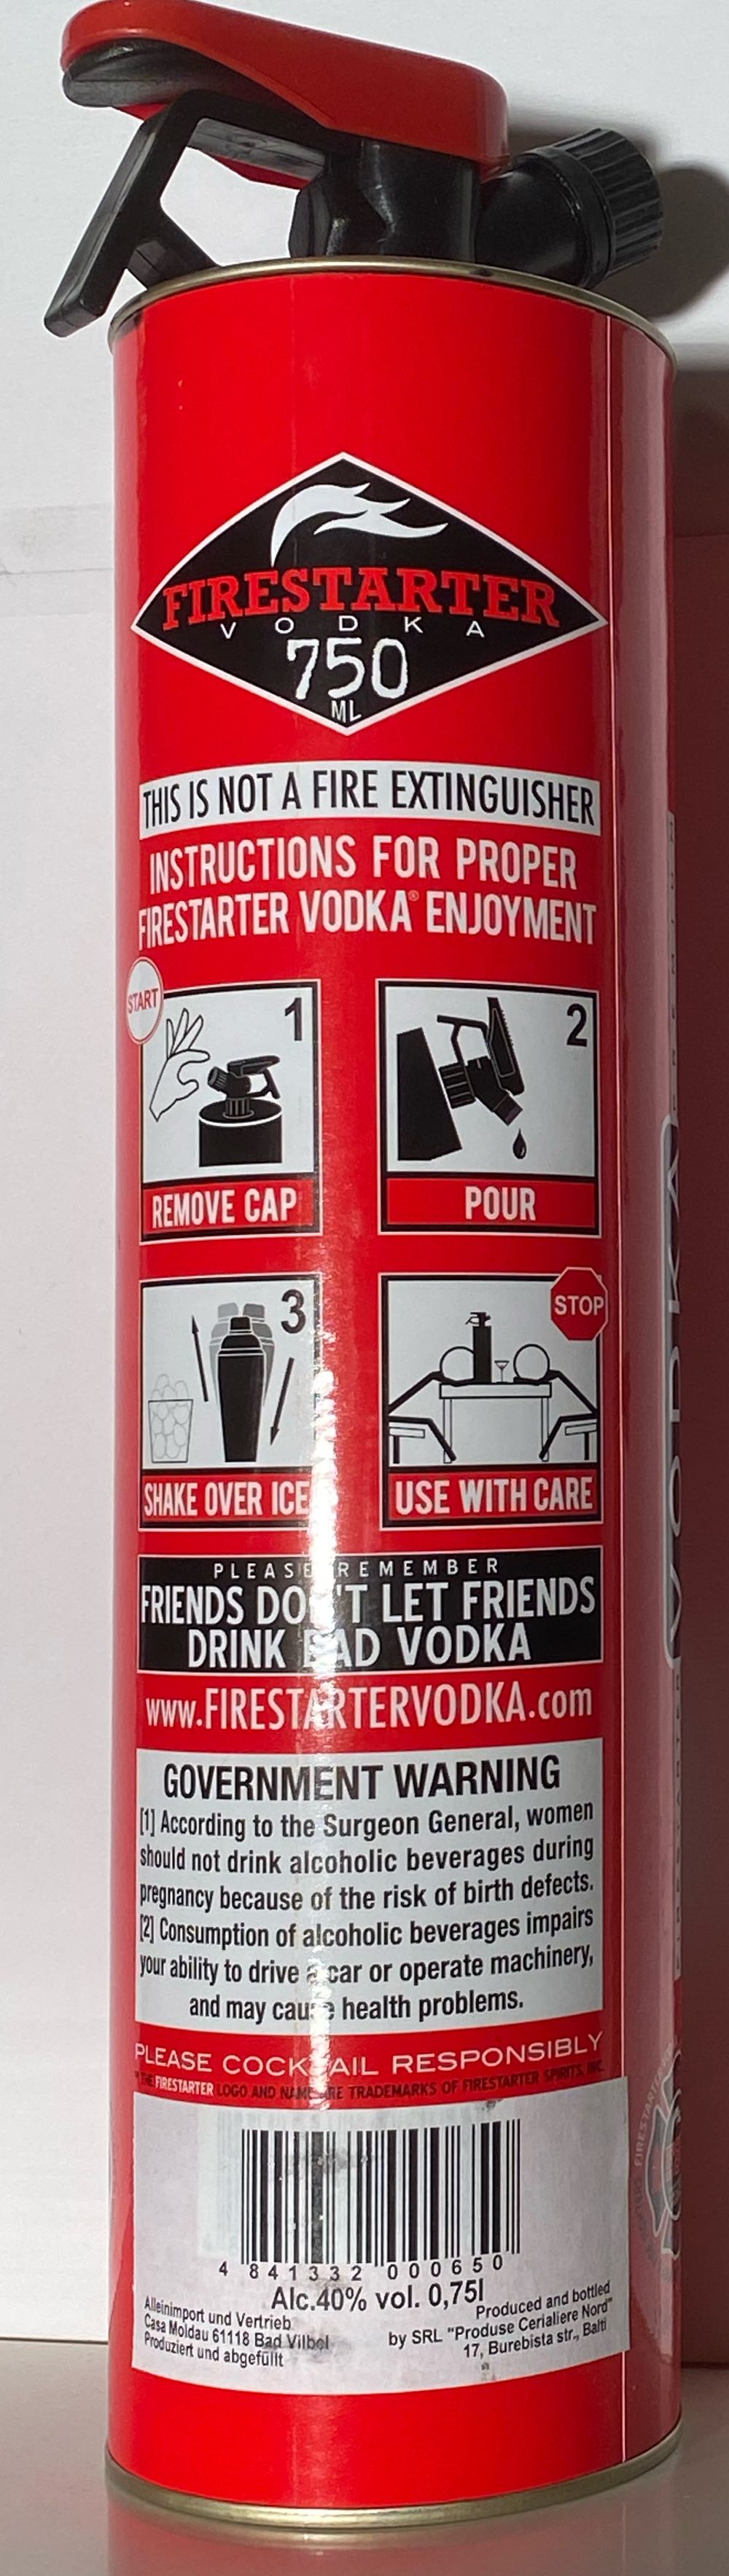 FIRESTARTER
VODKA
750
ML
THIS IS NOT A FIRE EXTINGUISHER
INSTRUCTIONS FOR PROPER
FIRESTARTER VODKA® ENJOYMENT
START
1
REMOVE CAP
2
POUR
3
SHAKE OVER ICE
STOP
USE WITH CARE
PLEASE REMEMBER
FRIENDS DON'T LET FRIENDS
DRINK BAD VODKA
www.FIRESTARTERVODKA.com
GOVERNMENT WARNING
[1] According to the Surgeon General, women
should not drink alcoholic beverages during
pregnancy because of the risk of birth defects.
[2] Consumption of alcoholic beverages impairs
your ability to drive a car or operate machinery,
and may cause health problems.
PLEASE COCKTAIL RESPONSIBLY
THE FIRESTARTER LOGO AND NAME ARE TRADEMARKS OF FIRESTARTER SPIRITS, INC.
4 841332 000650
Alc.40% vol. 0,75l
Alleinimport und Vertrieb
Casa Moldau 61118 Bad Vilbel
Produziert und abgefüllt
Produced and bottled
by SRL "Produse Cerialiere Nord"
17, Burebista str., Balti
VODKA
FIRESTARTER